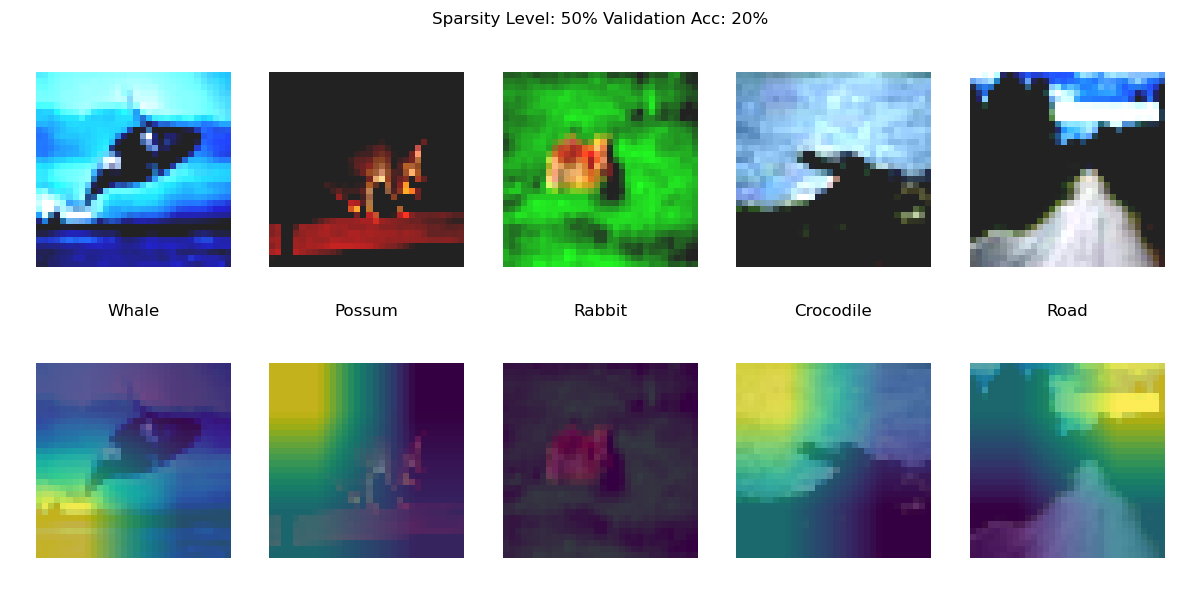 Sparsity Level: 50% Validation Acc: 20%
Whale
Possum
Rabbit
Crocodile
Road